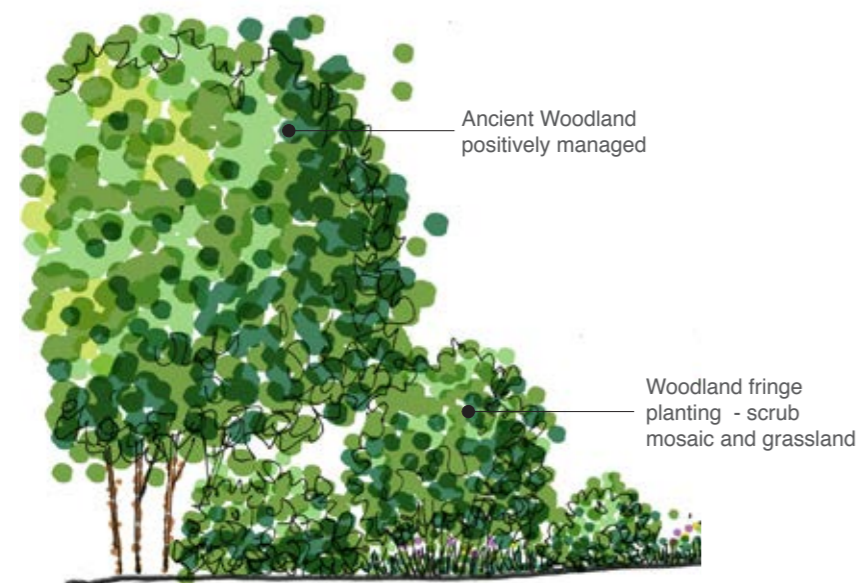 Ancient Woodland
positively managed
Woodland fringe
planting - scrub
mosaic and grassland